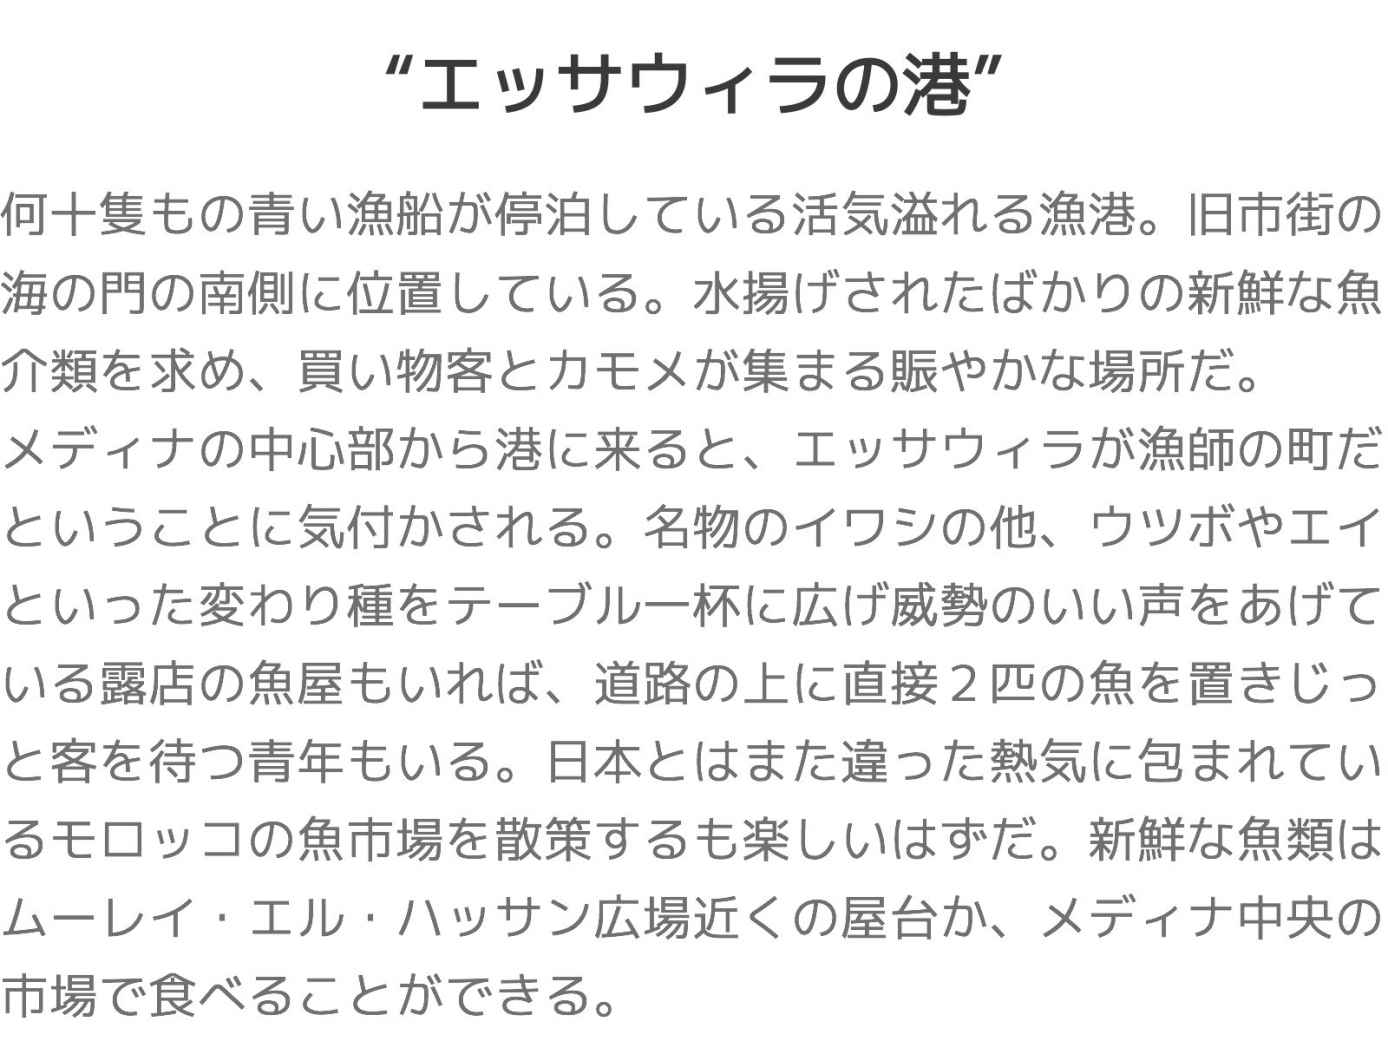 “エッサウィラの港”
何十隻もの青い漁船が停泊している活気溢れる漁港。旧市街の
海の門の南側に位置している。水揚げされたばかりの新鮮な魚
介類を求め、買い物客とカモメが集まる賑やかな場所だ。
メディナの中心部から港に来ると、エッサウィラが漁師の町だ
ということに気付かされる。名物のイワシの他、ウツボやエイ
といった変わり種をテーブル一杯に広げ威勢のいい声をあげて
いる露店の魚屋もいれば、道路の上に直接２匹の魚を置きじっ
と客を待つ青年もいる。日本とはまた違った熱気に包まれてい
るモロッコの魚市場を散策するも楽しいはずだ。新鮮な魚類は
ムーレイ・エル・ハッサン広場近くの屋台か、メディナ中央の
市場で食べることができる。